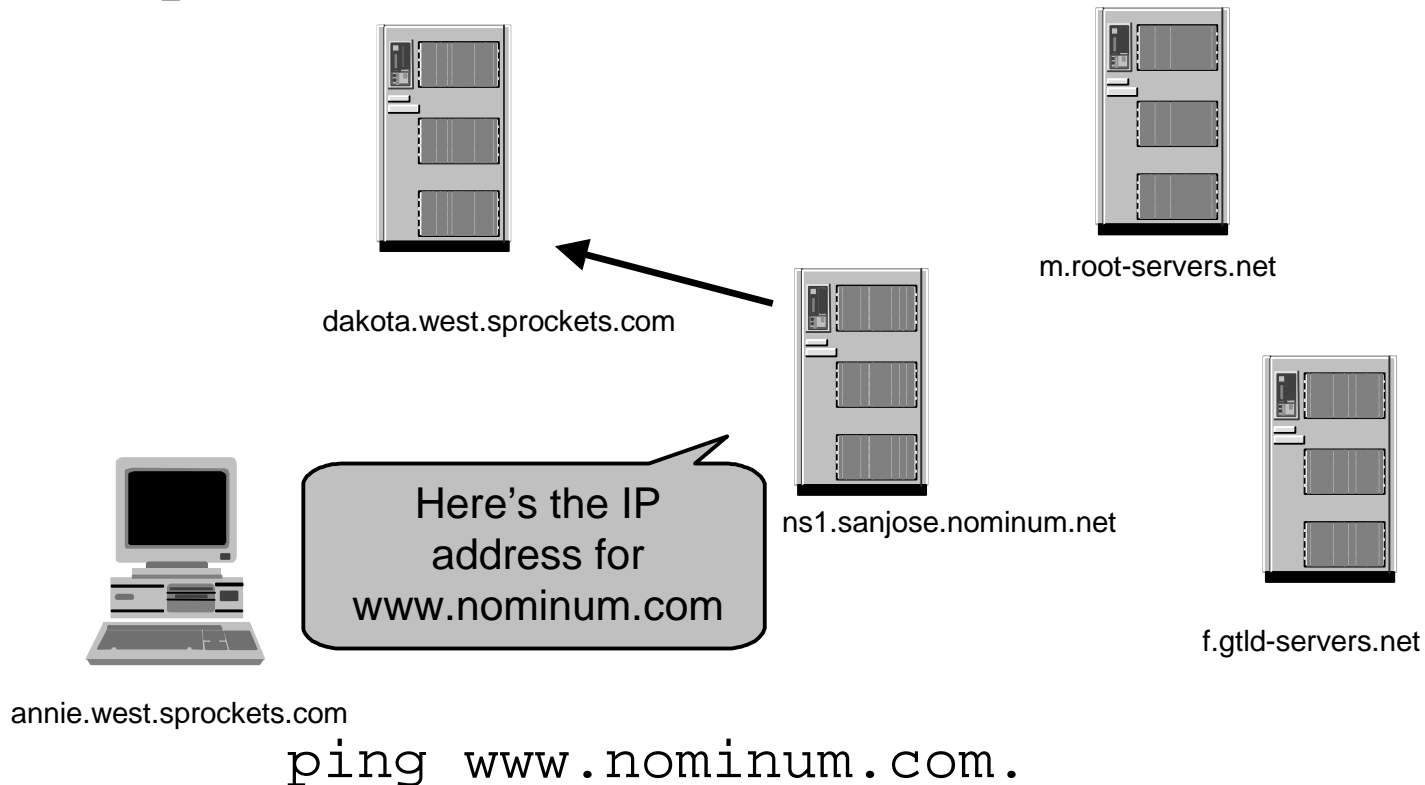 m.root-servers.net
dakota.west.sprockets.com
Here’s the IP
address for
www.nominum.com
ns1.sanjose.nominum.net
f.gtld-servers.net
annie.west.sprockets.com
ping www.nominum.com.